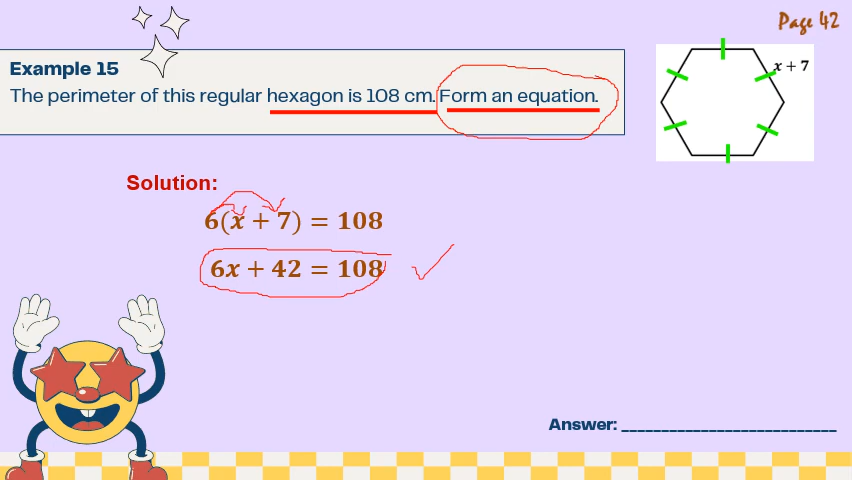 Page 42
Example 15
The perimeter of this regular hexagon is 108 cm. Form an equation.
x + 7
Solution:
6(x + 7) = 108
6x + 42 = 108
Answer: ___________________________